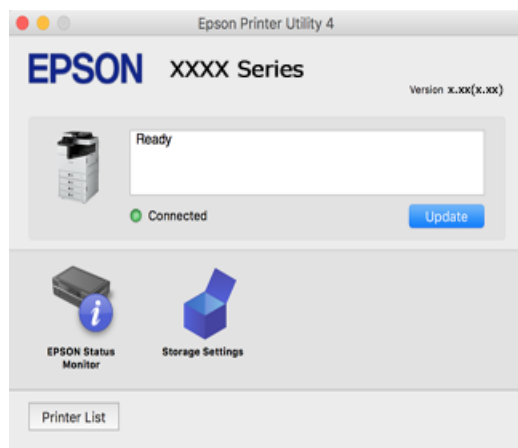 Epson Printer Utility 4
EPSON XXXX Series
Version x.xx(x.xx)
Ready
Connected
Update
EPSON Status
Monitor
Storage Settings
Printer List